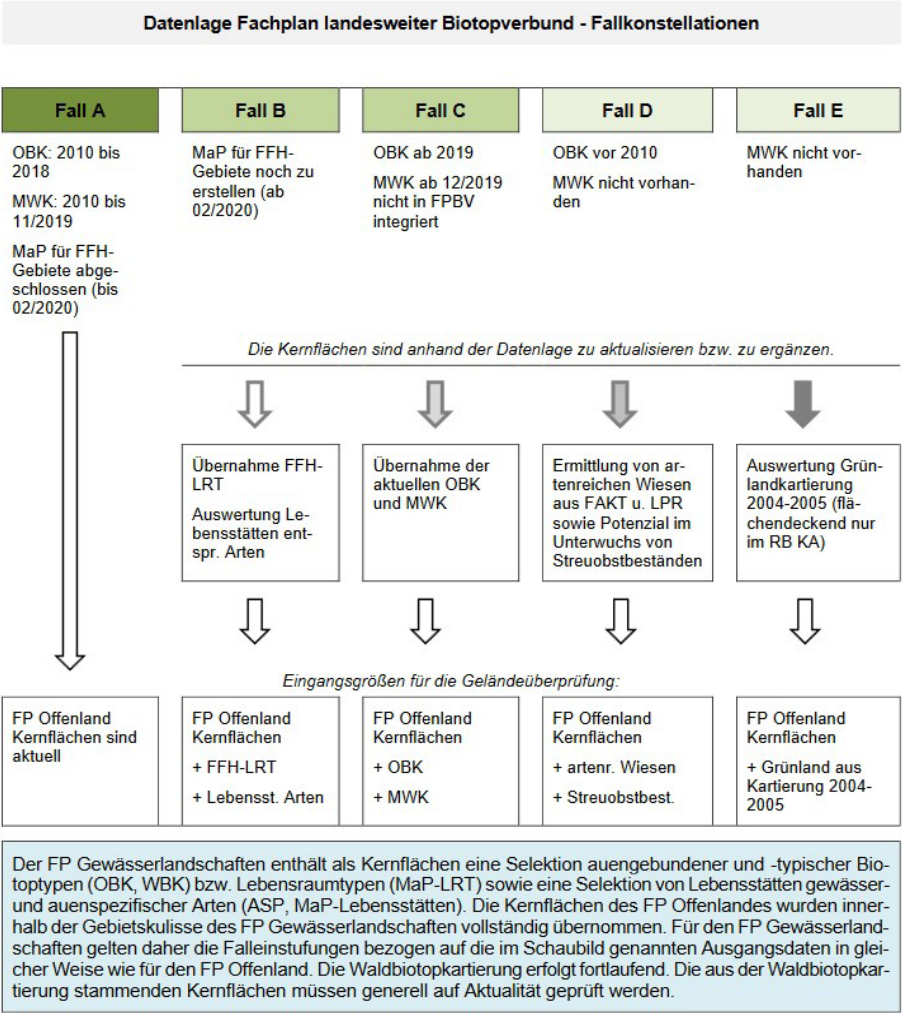 Datenlage Fachplan landesweiter Biotopverbund - Fallkonstellationen
Fall A
OBK: 2010 bis
2018
MWK: 2010 bis
11/2019
MaP für FFH-
Gebiete abge-
schlossen (bis
02/2020)
Fall B
MaP für FFH-
Gebiete noch zu
erstellen (ab
02/2020)
Fall C
OBK ab 2019
MWK ab 12/2019
nicht in FPBV
integriert
Fall D
OBK vor 2010
MWK nicht vorhan-
den
Fall E
MWK nicht vor-
handen
Die Kernflächen sind anhand der Datenlage zu aktualisieren bzw. zu ergänzen.
Übernahme FFH-
LRT
Auswertung Le-
bensstätten ent-
spr. Arten
Übernahme der
aktuellen OBK
und MWK
Ermittlung von ar-
tenreichen Wiesen
aus FAKT u. LPR
sowie Potenzial im
Unterwuchs von
Streuobstbeständen
Auswertung Grün-
landkartierung
2004-2005 (flä-
chendeckend nur
im RB KA)
Eingangsgrößen für die Geländeüberprüfung:
FP Offenland
Kernflächen sind
aktuell
FP Offenland
Kernflächen
+ FFH-LRT
+ Lebensst. Arten
FP Offenland
Kernflächen
+ OBK
+ MWK
FP Offenland
Kernflächen
+ artenr. Wiesen
+ Streuobstbest.
FP Offenland
Kernflächen
+ Grünland aus
Kartierung 2004-
2005
Der FP Gewässerlandschaften enthält als Kernflächen eine Selektion auengebundener und -typischer Bio-
toptypen (OBK, WBK) bzw. Lebensraumtypen (MaP-LRT) sowie eine Selektion von Lebensstätten gewässer-
und auenspezifischer Arten (ASP, MaP-Lebensstätten). Die Kernflächen des FP Offenlandes wurden inner-
halb der Gebietskulisse des FP Gewässerlandschaften vollständig übernommen. Für den FP Gewässerland-
schaften gelten daher die Falleinstufungen bezogen auf die im Schaubild genannten Ausgangsdaten in glei-
cher Weise wie für den FP Offenland. Die Waldbiotopkartierung erfolgt fortlaufend. Die aus der Waldbiotopkar-
tierung stammenden Kernflächen müssen generell auf Aktualität geprüft werden.